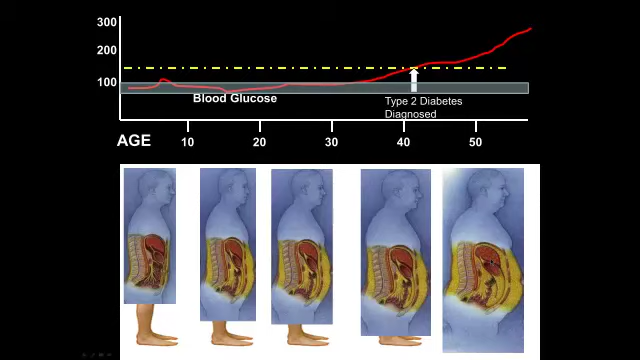 300
200
100
Blood Glucose
Type 2 Diabetes
Diagnosed
AGE 10 20 30 40 50